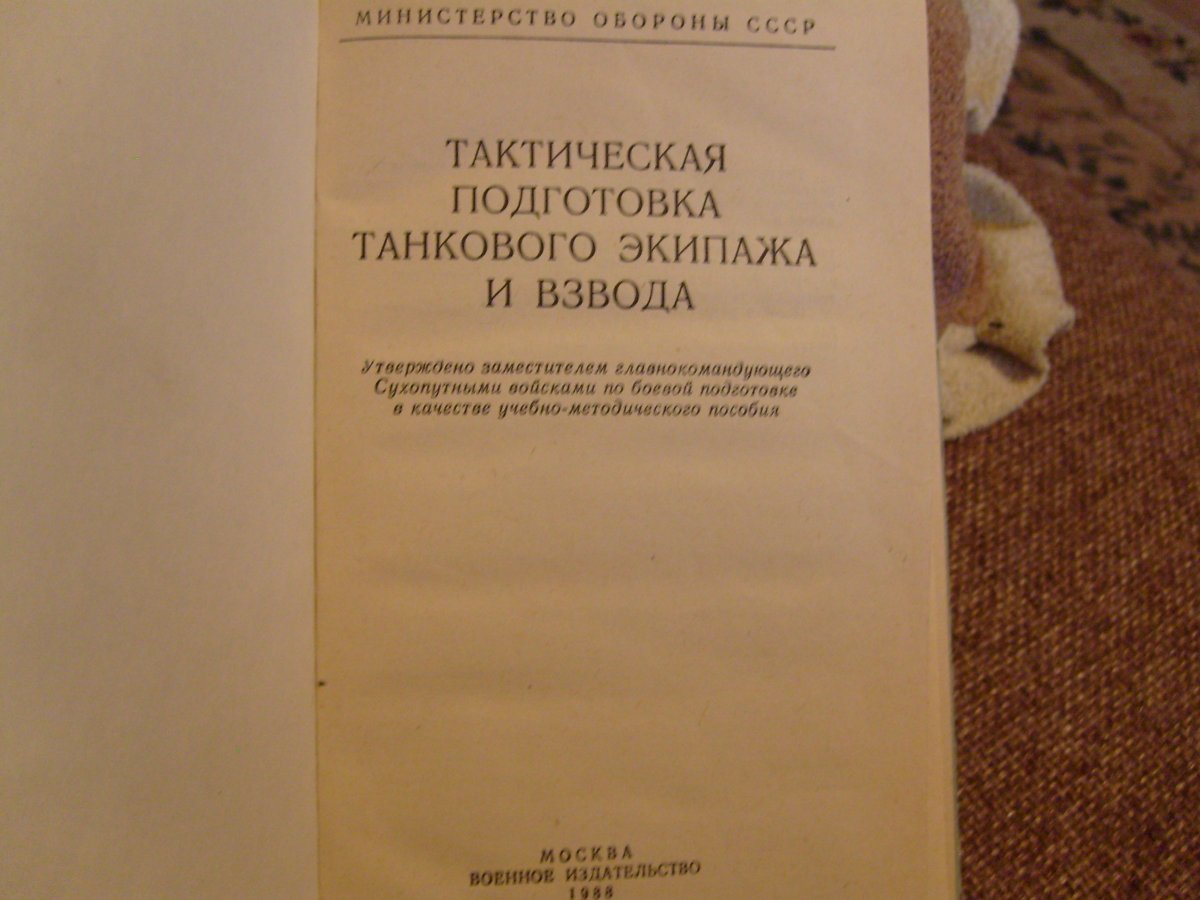 МИНИСТЕРСТВО ОБОРОНЫ СССР
ТАКТИЧЕСКАЯ
ПОДГОТОВКА
ТАНКОВОГО ЭКИПАЖА
И ВЗВОДА
Утверждено заместителем главнокомандующего
Сухопутными войсками по боевой подготовке
в качестве учебно-методического пособия
МОСКВА
ВОЕННОЕ ИЗДАТЕЛЬСТВО
1988